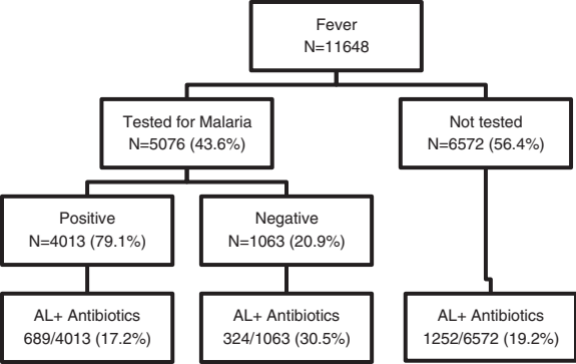 Fever
N=11648
Tested for Malaria
N=5076 (43.6%)
Not tested
N=6572 (56.4%)
Positive
N=4013 (79.1%)
Negative
N=1063 (20.9%)
AL+ Antibiotics
689/4013 (17.2%)
AL+ Antibiotics
324/1063 (30.5%)
AL+ Antibiotics
1252/6572 (19.2%)